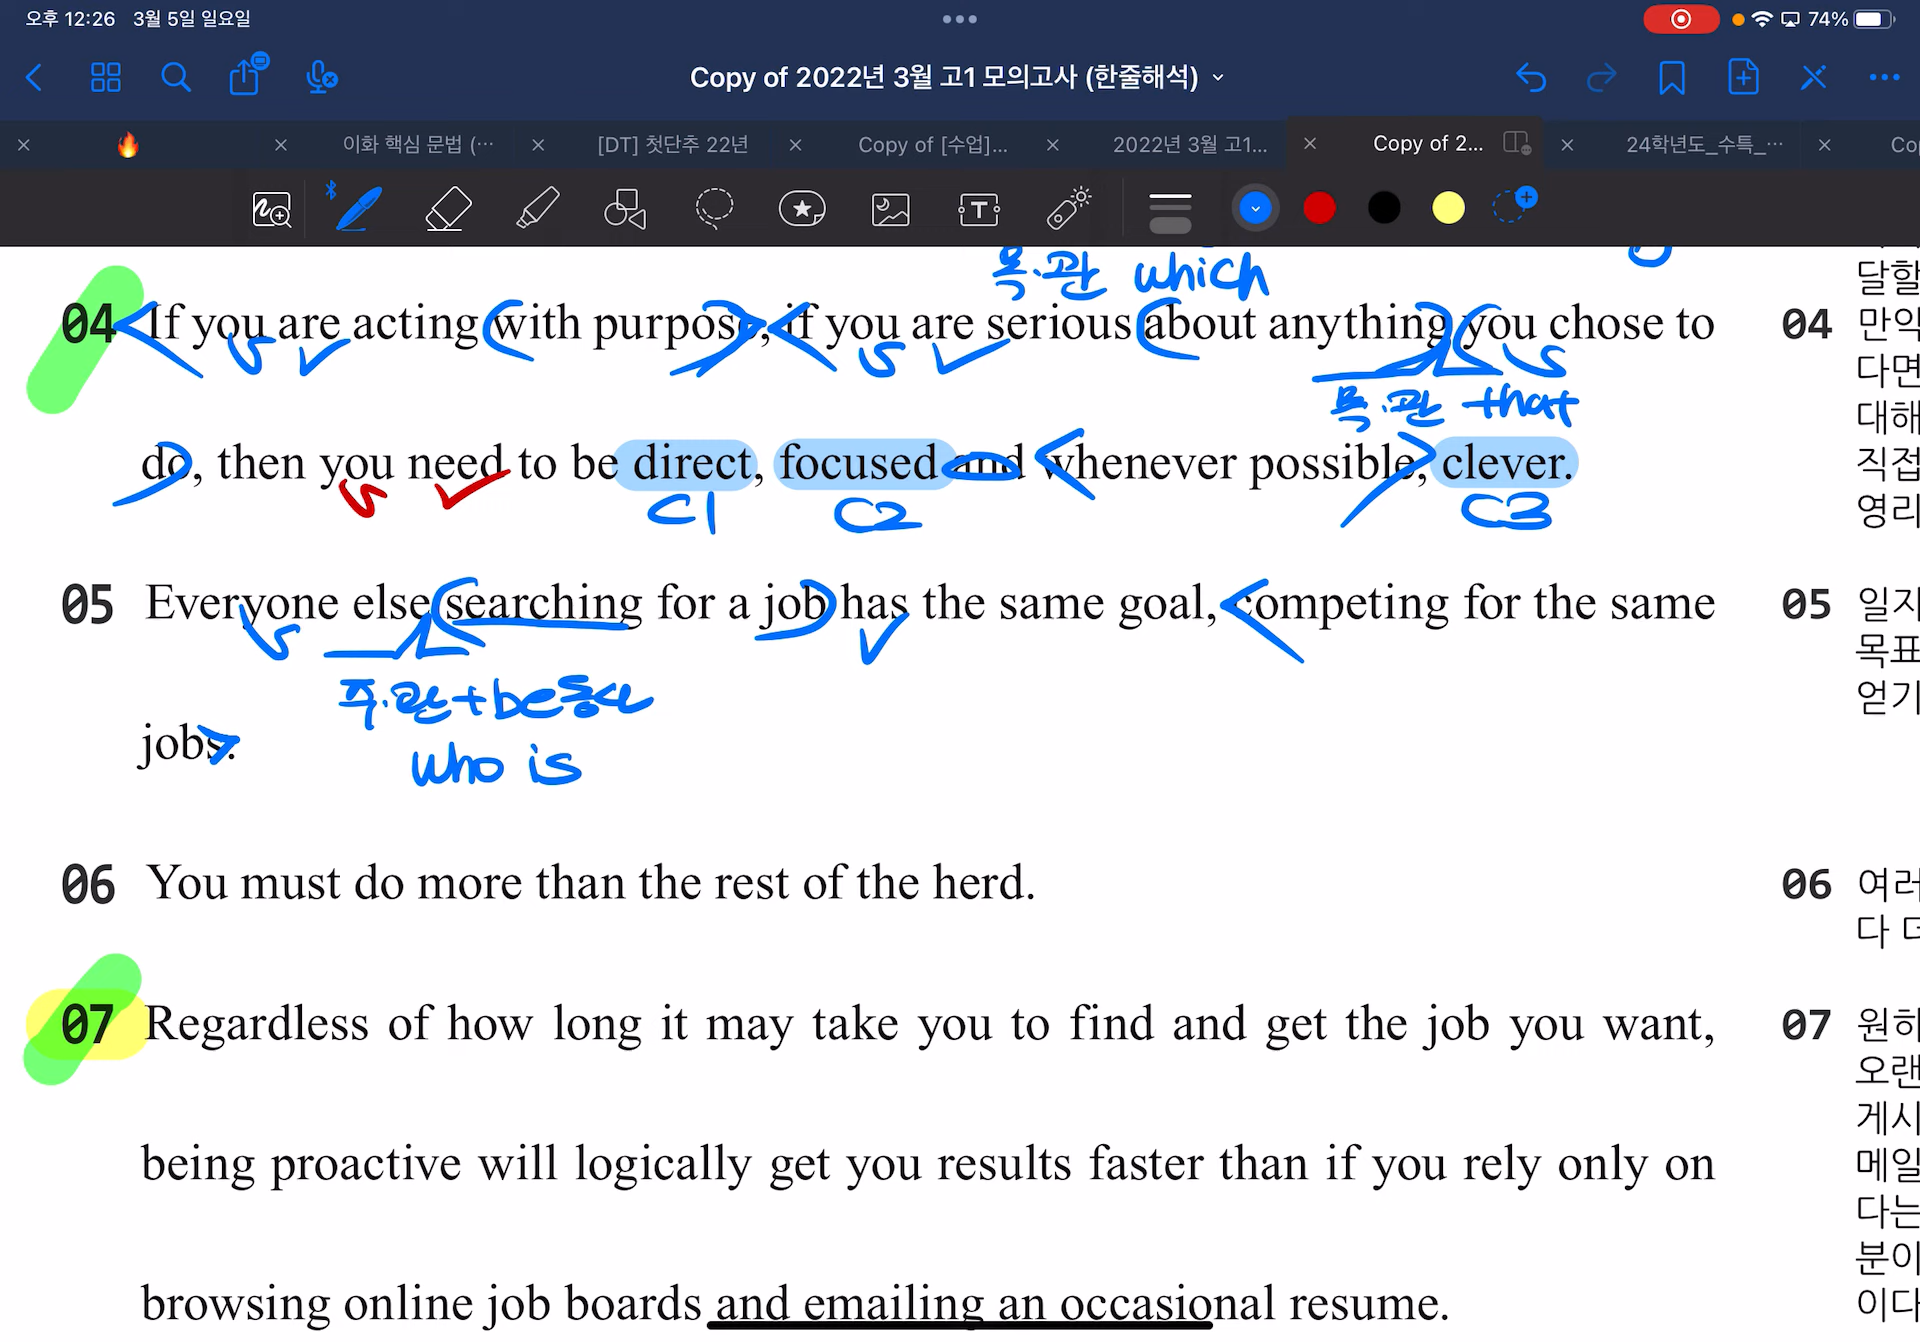 오후 12:26 3월 5일 일요일
74%
Copy of 2022년 3월 고1 모의고사 (한줄해석)
이화 핵심 문법 (…
[DT] 첫단추 22년
Copy of [수업]...
2022년 3월 고1...
Copy of 2...
24학년도_수특_…
목.관 which
04 If you are acting with purpose, if you are serious about anything you chose to
목.관 that
do, then you need to be direct, focused and whenever possible, clever.
C1 C2 C3
05 Everyone else searching for a job has the same goal, competing for the same
주.관+be동사
jobs.
who is
06 You must do more than the rest of the herd.
07 Regardless of how long it may take you to find and get the job you want,
being proactive will logically get you results faster than if you rely only on
browsing online job boards and emailing an occasional resume.
달할
04 만약
다면
대해
직접
영리
05 일자
목표
얻기
06 여러
다 더
07 원하
오랜
게시
메일
다는
분이
이다